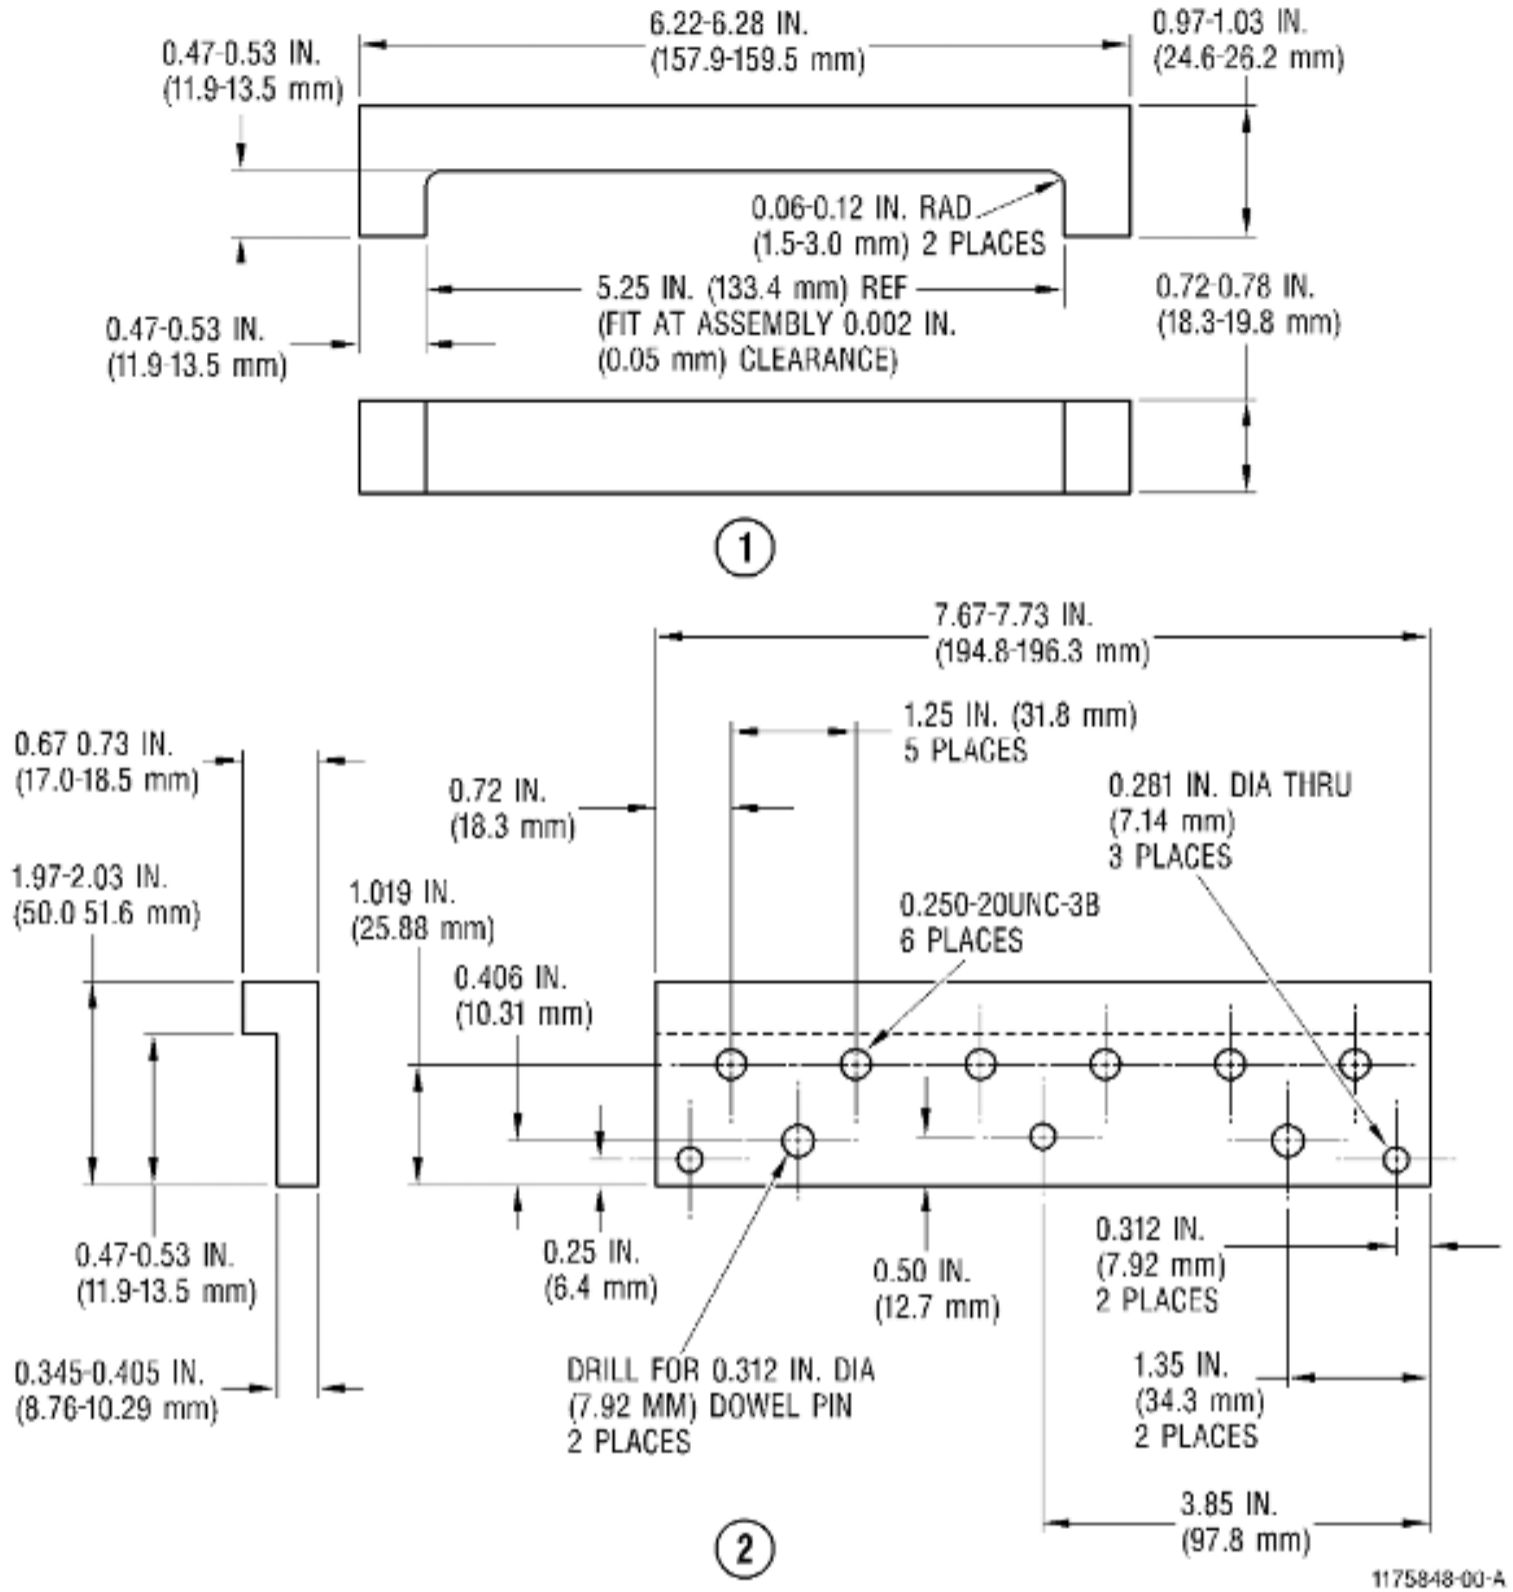 6.22-6.28 IN.
(157.9-159.5 mm)
0.97-1.03 IN.
(24.6-26.2 mm)
0.47-0.53 IN.
(11.9-13.5 mm)
0.06-0.12 IN. RAD
(1.5-3.0 mm) 2 PLACES
5.25 IN. (133.4 mm) REF
(FIT AT ASSEMBLY 0.002 IN.
(0.05 mm) CLEARANCE)
0.72-0.78 IN.
(18.3-19.8 mm)
0.47-0.53 IN.
(11.9-13.5 mm)
1
7.67-7.73 IN.
(194.8-196.3 mm)
1.25 IN. (31.8 mm)
5 PLACES
0.67 0.73 IN.
(17.0-18.5 mm)
0.72 IN.
(18.3 mm)
0.281 IN. DIA THRU
(7.14 mm)
3 PLACES
1.97-2.03 IN.
(50.0 51.6 mm)
1.019 IN.
(25.88 mm)
0.250-20UNC-3B
6 PLACES
0.406 IN.
(10.31 mm)
0.47-0.53 IN.
(11.9-13.5 mm)
0.25 IN.
(6.4 mm)
0.50 IN.
(12.7 mm)
0.312 IN.
(7.92 mm)
2 PLACES
0.345-0.405 IN.
(8.76-10.29 mm)
DRILL FOR 0.312 IN. DIA
(7.92 MM) DOWEL PIN
2 PLACES
1.35 IN.
(34.3 mm)
2 PLACES
3.85 IN.
(97.8 mm)
2
1175848-00-A